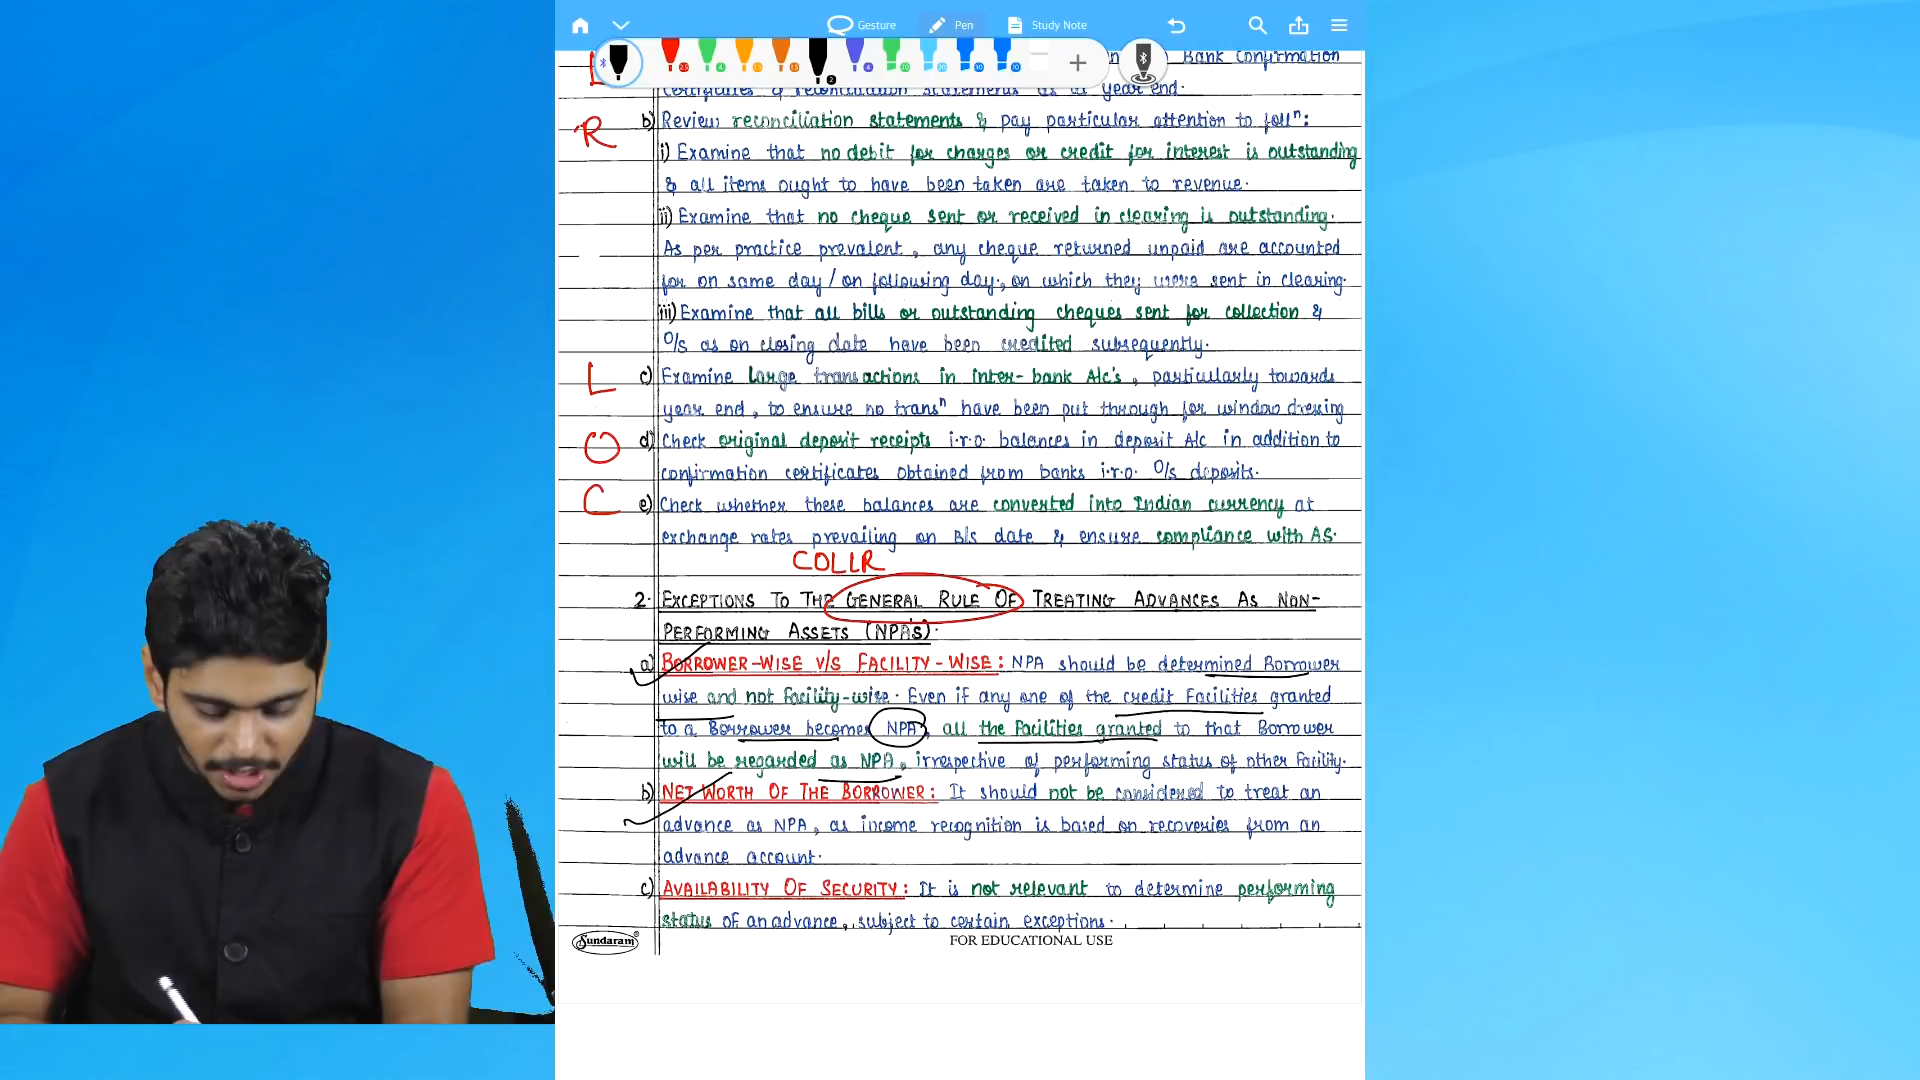 Gesture Pen Study Note
Bank Confirmation
certificates & reconciliation statements as at year end.
R b) Review reconciliation statements & pay particular attention to follⁿ:
i) Examine that no debit for charges or credit for interest is outstanding
& all items ought to have been taken are taken to revenue.
ii) Examine that no cheque sent or received in clearing is outstanding.
As per practice prevalent, any cheque returned unpaid are accounted
for on same day / on following day, on which they were sent in clearing.
iii) Examine that all bills or outstanding cheques sent for collection &
O/s as on closing date have been credited subsequently.
L c) Examine large transactions in inter-bank A/c's, particularly towards
year end, to ensure no transⁿ have been put through for window dressing
O d) Check original deposit receipts i.r.o. balances in deposit A/c in addition to
confirmation certificates obtained from banks i.r.o. O/s deposits.
C e) Check whether these balances are converted into Indian currency at
exchange rates prevailing on B/s date & ensure compliance with AS.
COLLR
2. EXCEPTIONS TO THE GENERAL RULE OF TREATING ADVANCES AS NON-
PERFORMING ASSETS (NPA'S).
a) BORROWER-WISE V/S FACILITY-WISE: NPA should be determined Borrower
wise and not Facility-wise. Even if any one of the credit Facilities granted
to a Borrower becomes NPA, all the Facilities granted to that Borrower
will be regarded as NPA, irrespective of performing status of other Facility.
b) NET WORTH OF THE BORROWER: It should not be considered to treat an
advance as NPA, as income recognition is based on recoveries from an
advance account.
c) AVAILABILITY OF SECURITY: It is not relevant to determine performing
status of an advance, subject to certain exceptions.
Sundaram®
FOR EDUCATIONAL USE